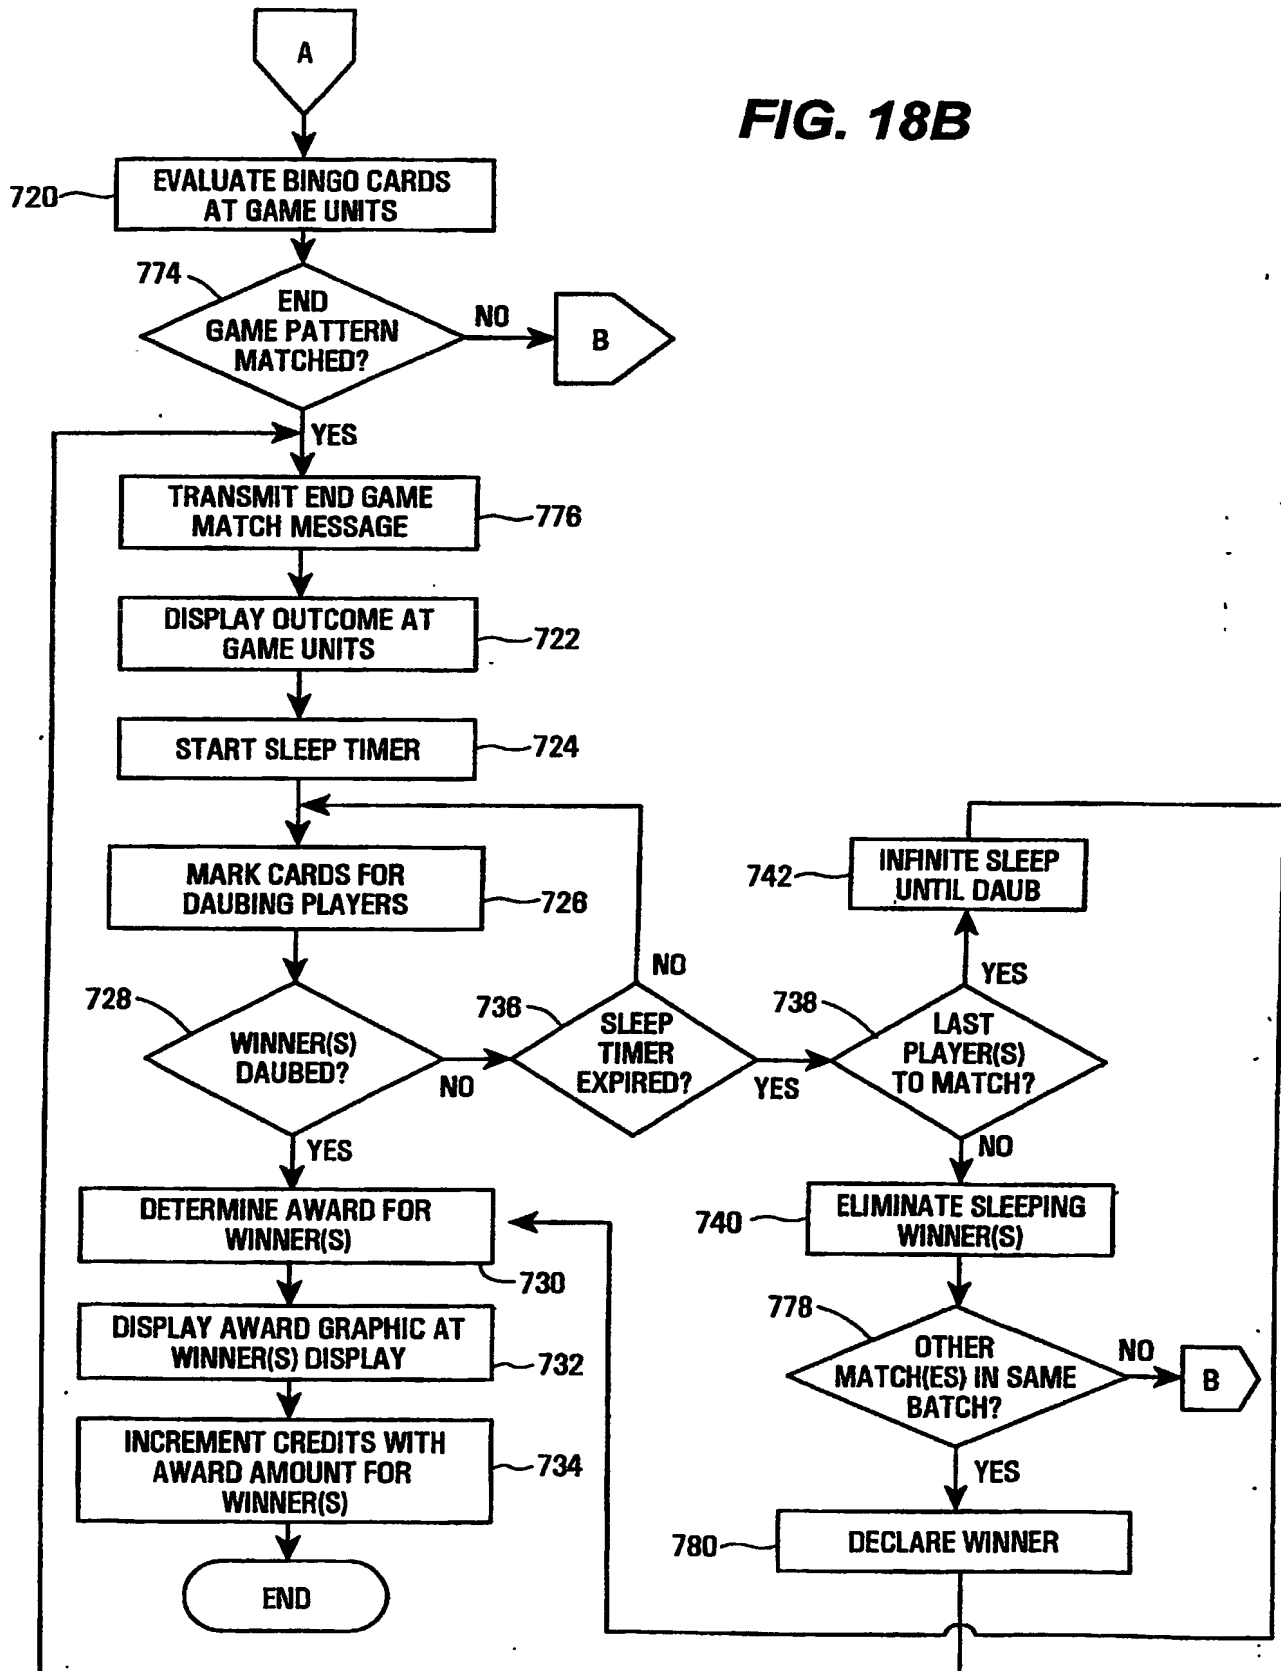 A
FIG. 18B
720
EVALUATE BINGO CARDS
AT GAME UNITS
774
END
GAME PATTERN
MATCHED?
NO
B
YES
TRANSMIT END GAME
MATCH MESSAGE
776
DISPLAY OUTCOME AT
GAME UNITS
722
START SLEEP TIMER
724
MARK CARDS FOR
DAUBING PLAYERS
726
742
INFINITE SLEEP
UNTIL DAUB
728
WINNER(S)
DAUBED?
NO
736
SLEEP
TIMER
EXPIRED?
NO
YES
738
LAST
PLAYER(S)
TO MATCH?
YES
NO
YES
DETERMINE AWARD FOR
WINNER(S)
730
740
ELIMINATE SLEEPING
WINNER(S)
DISPLAY AWARD GRAPHIC AT
WINNER(S) DISPLAY
732
778
OTHER
MATCH(ES) IN SAME
BATCH?
NO
B
YES
INCREMENT CREDITS WITH
AWARD AMOUNT FOR
WINNER(S)
734
780
DECLARE WINNER
END